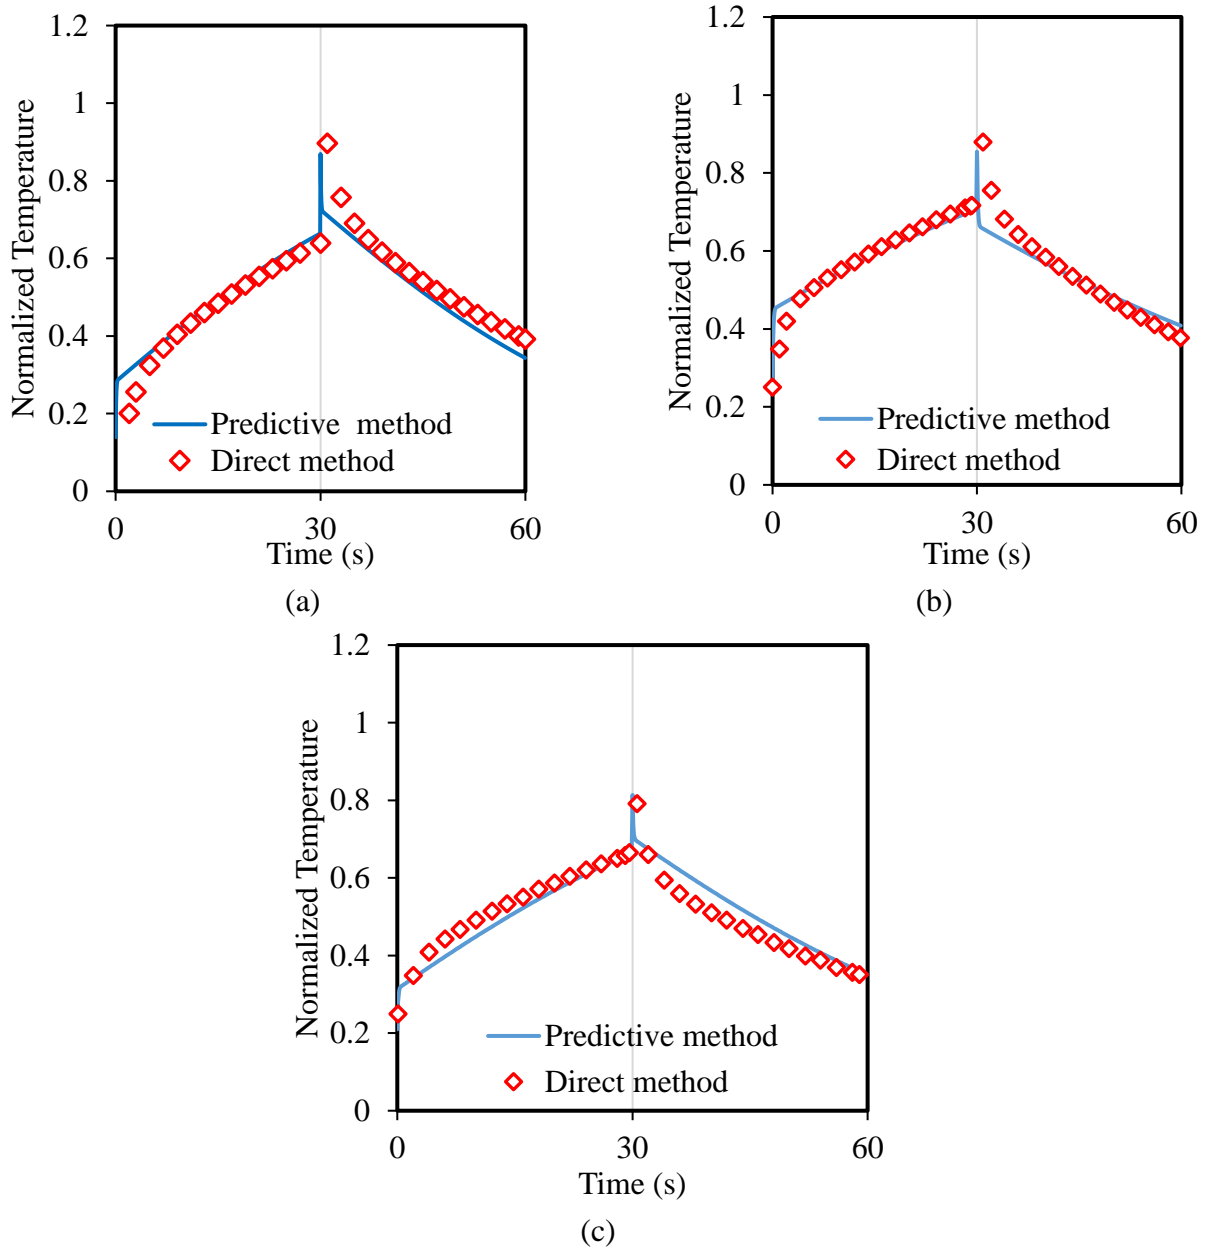 1.2
1
0.8
0.6
0.4
0.2
0
Normalized Temperature
Predictive method
Direct method
0 30 60
Time (s)
(a)
1.2
1
0.8
0.6
0.4
0.2
0
Normalized Temperature
Predictive method
Direct method
0 30 60
Time (s)
(b)
1.2
1
0.8
0.6
0.4
0.2
0
Normalized Temperature
Predictive method
Direct method
0 30 60
Time (s)
(c)